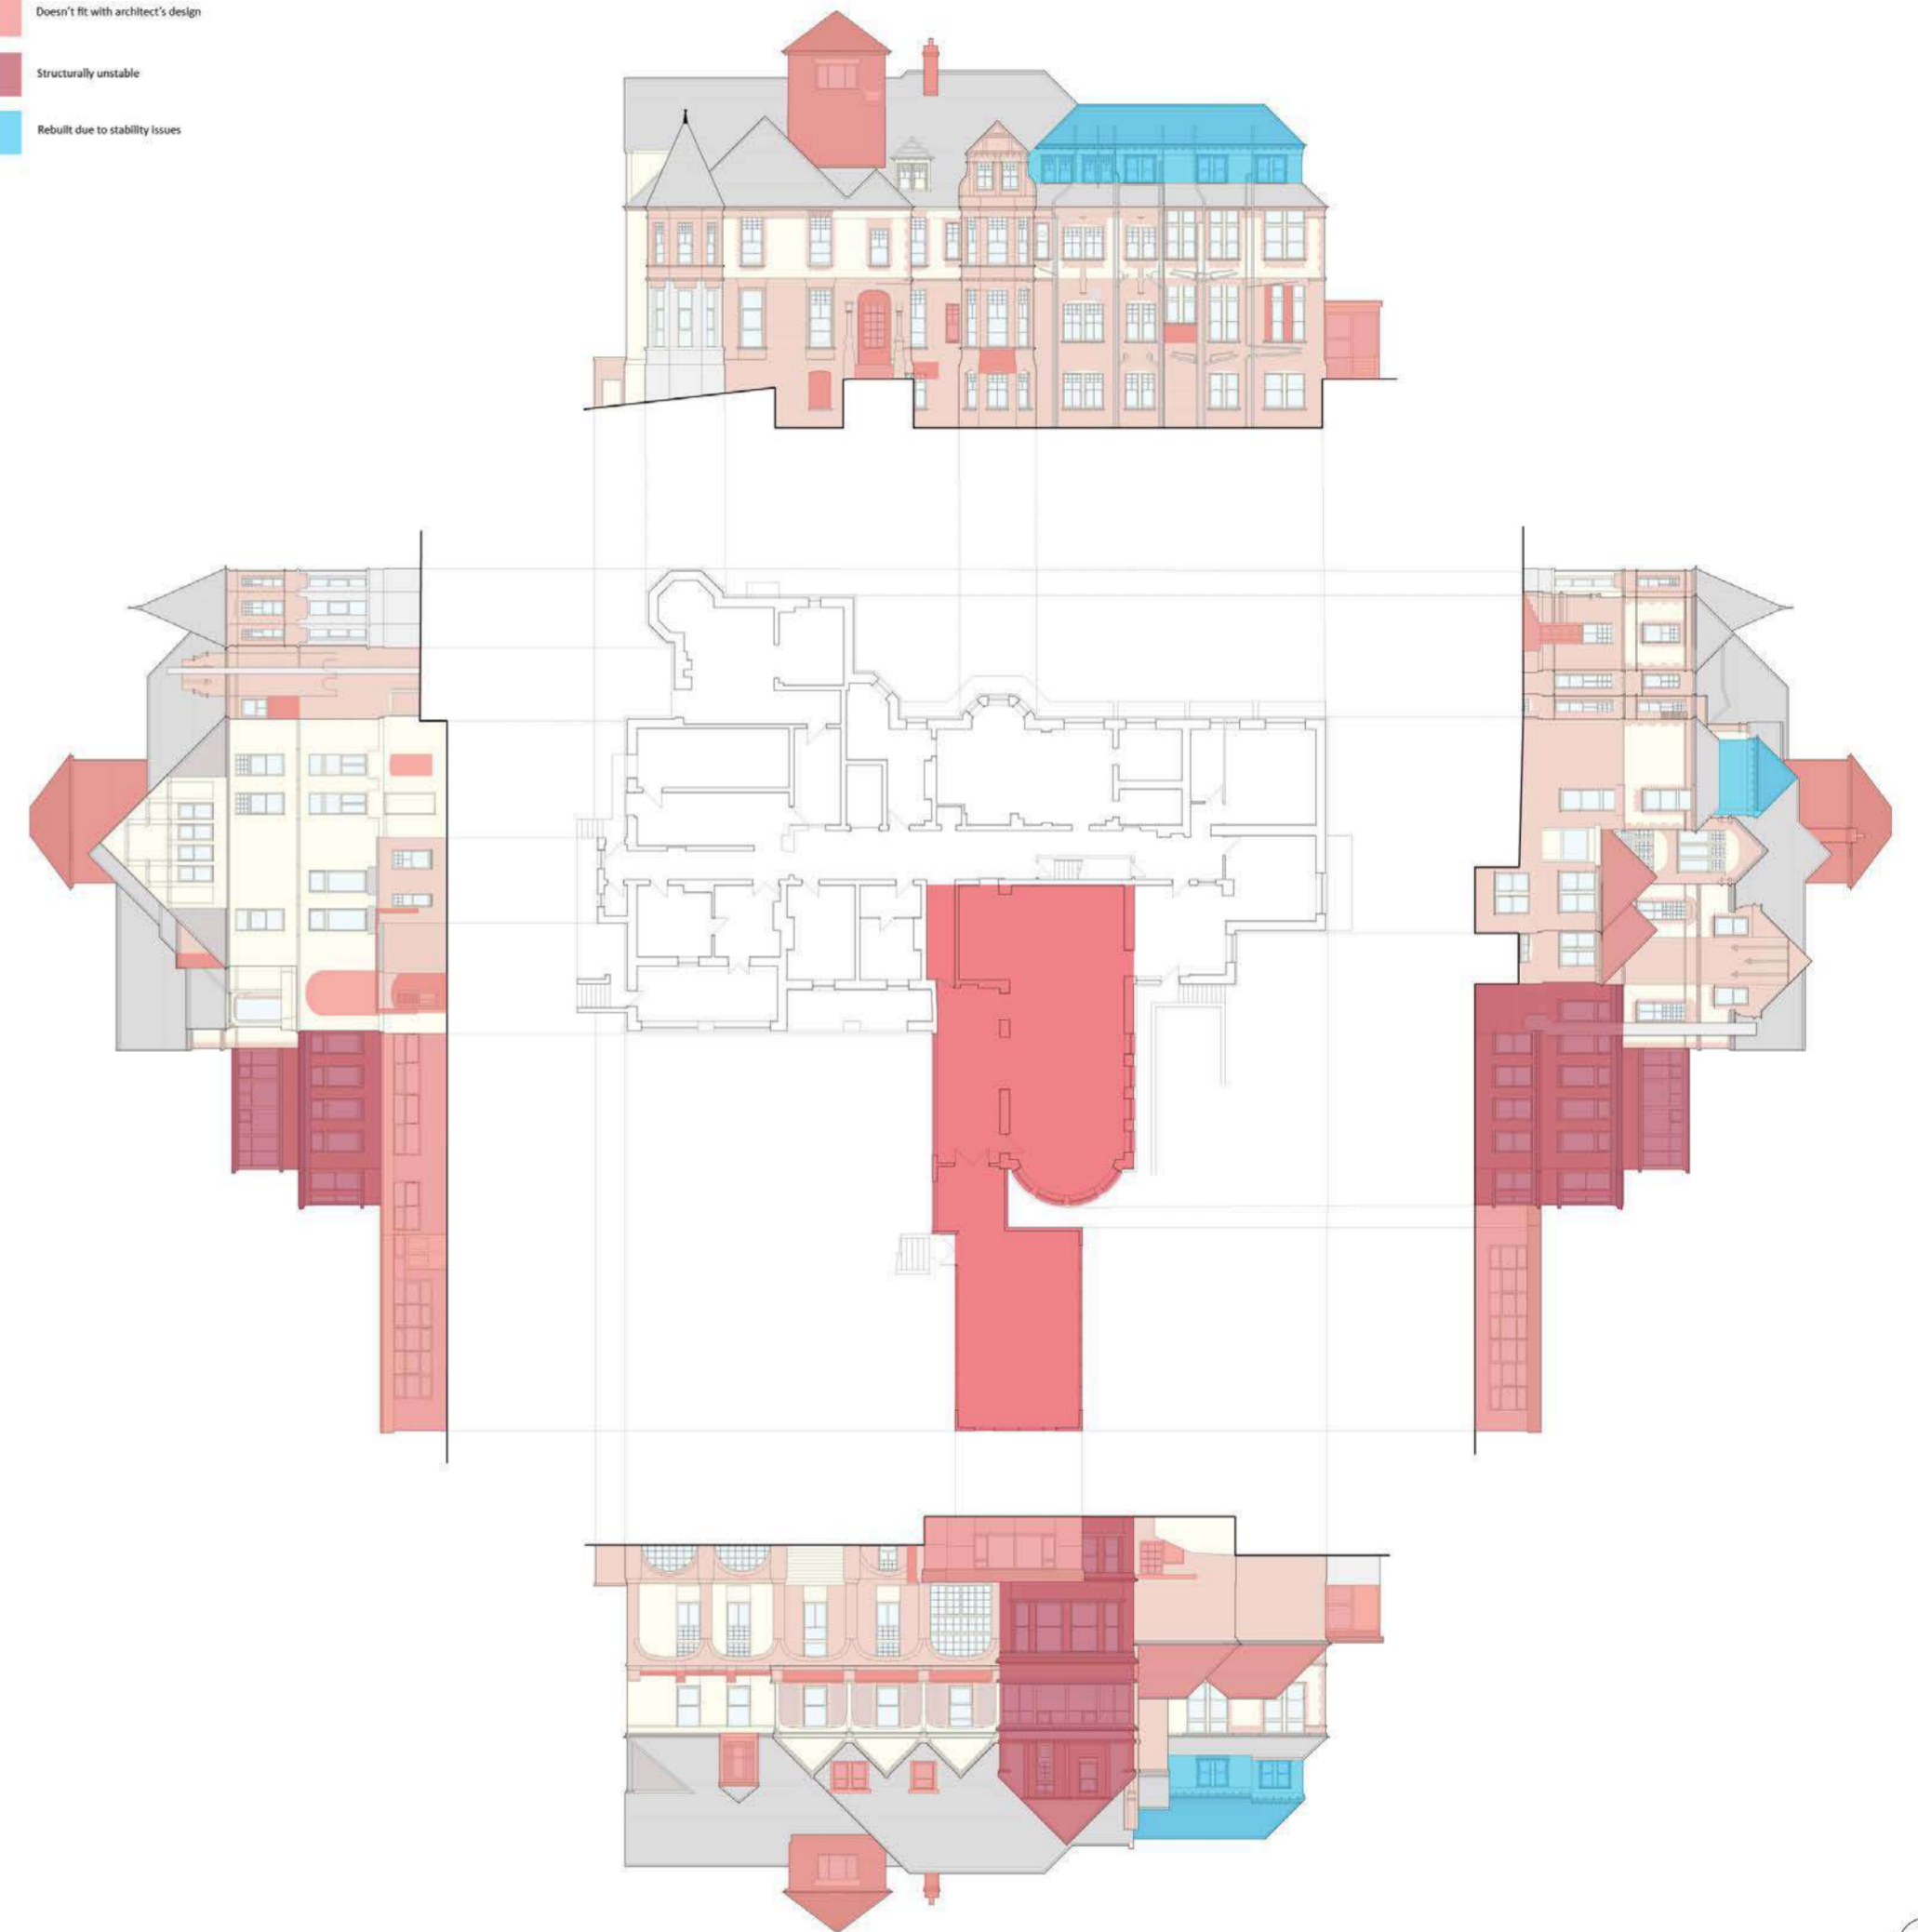 Doesn't fit with architect's design
Structurally unstable
Rebuilt due to stability issues